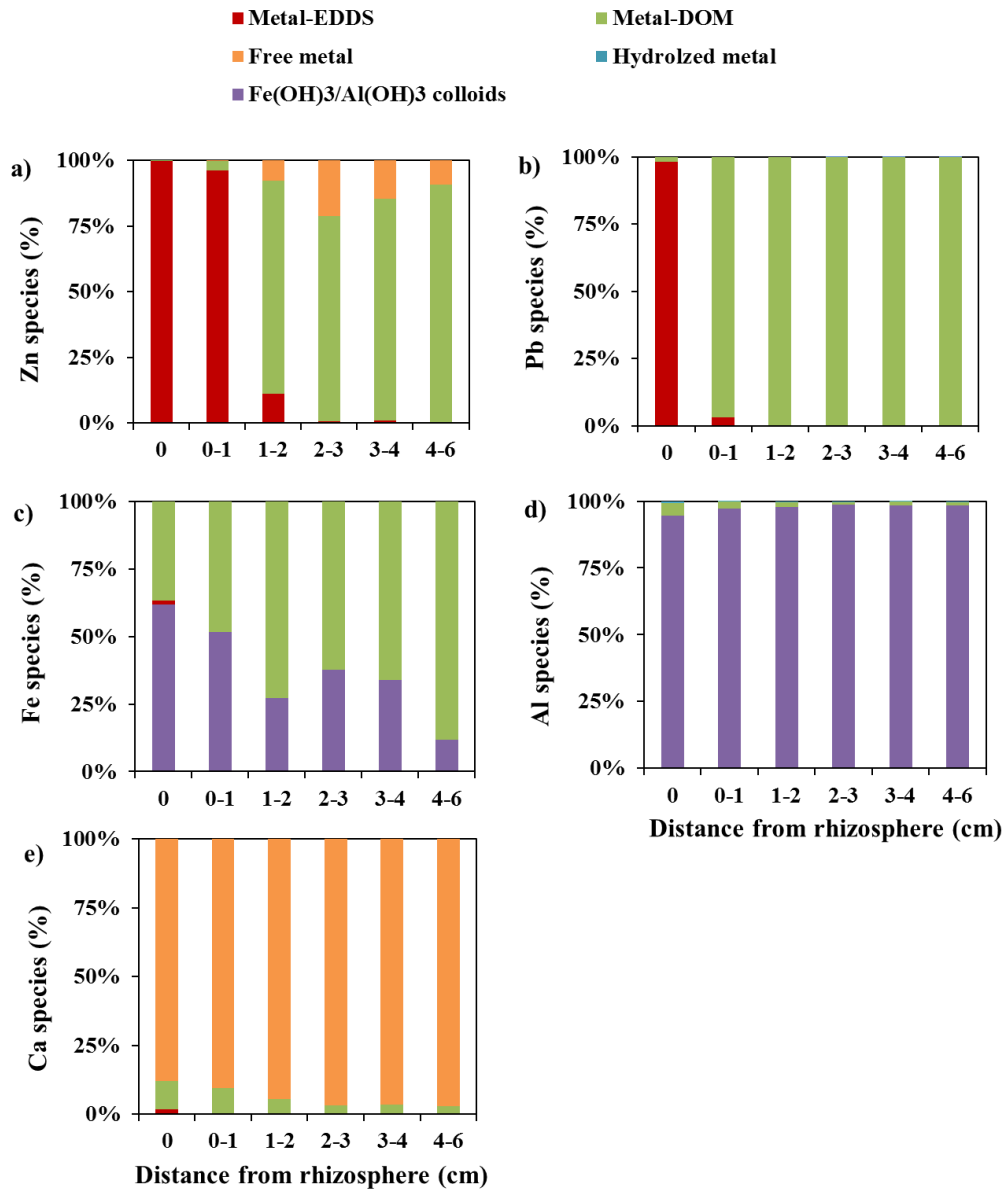 Metal-EDDS
Metal-DOM
Free metal
Hydrolzed metal
Fe(OH)3/Al(OH)3 colloids
a)
Zn species (%)
100%
75%
50%
25%
0%
0 0-1 1-2 2-3 3-4 4-6
b)
Pb species (%)
100%
75%
50%
25%
0%
0 0-1 1-2 2-3 3-4 4-6
c)
Fe species (%)
100%
75%
50%
25%
0%
0 0-1 1-2 2-3 3-4 4-6
d)
Al species (%)
100%
75%
50%
25%
0%
0 0-1 1-2 2-3 3-4 4-6
Distance from rhizosphere (cm)
e)
Ca species (%)
100%
75%
50%
25%
0%
0 0-1 1-2 2-3 3-4 4-6
Distance from rhizosphere (cm)